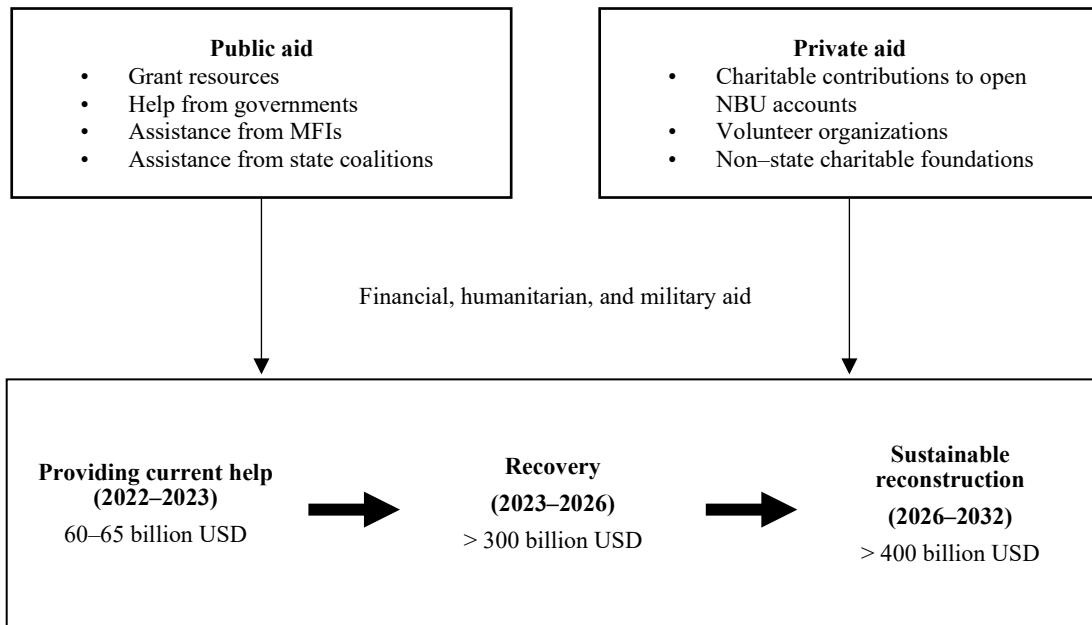 Public aid
• Grant resources
• Help from governments
• Assistance from MFIs
• Assistance from state coalitions
Private aid
• Charitable contributions to open
NBU accounts
• Volunteer organizations
• Non–state charitable foundations
Financial, humanitarian, and military aid
Providing current help
(2022–2023)
60–65 billion USD
Recovery
(2023–2026)
> 300 billion USD
Sustainable
reconstruction
(2026–2032)
> 400 billion USD